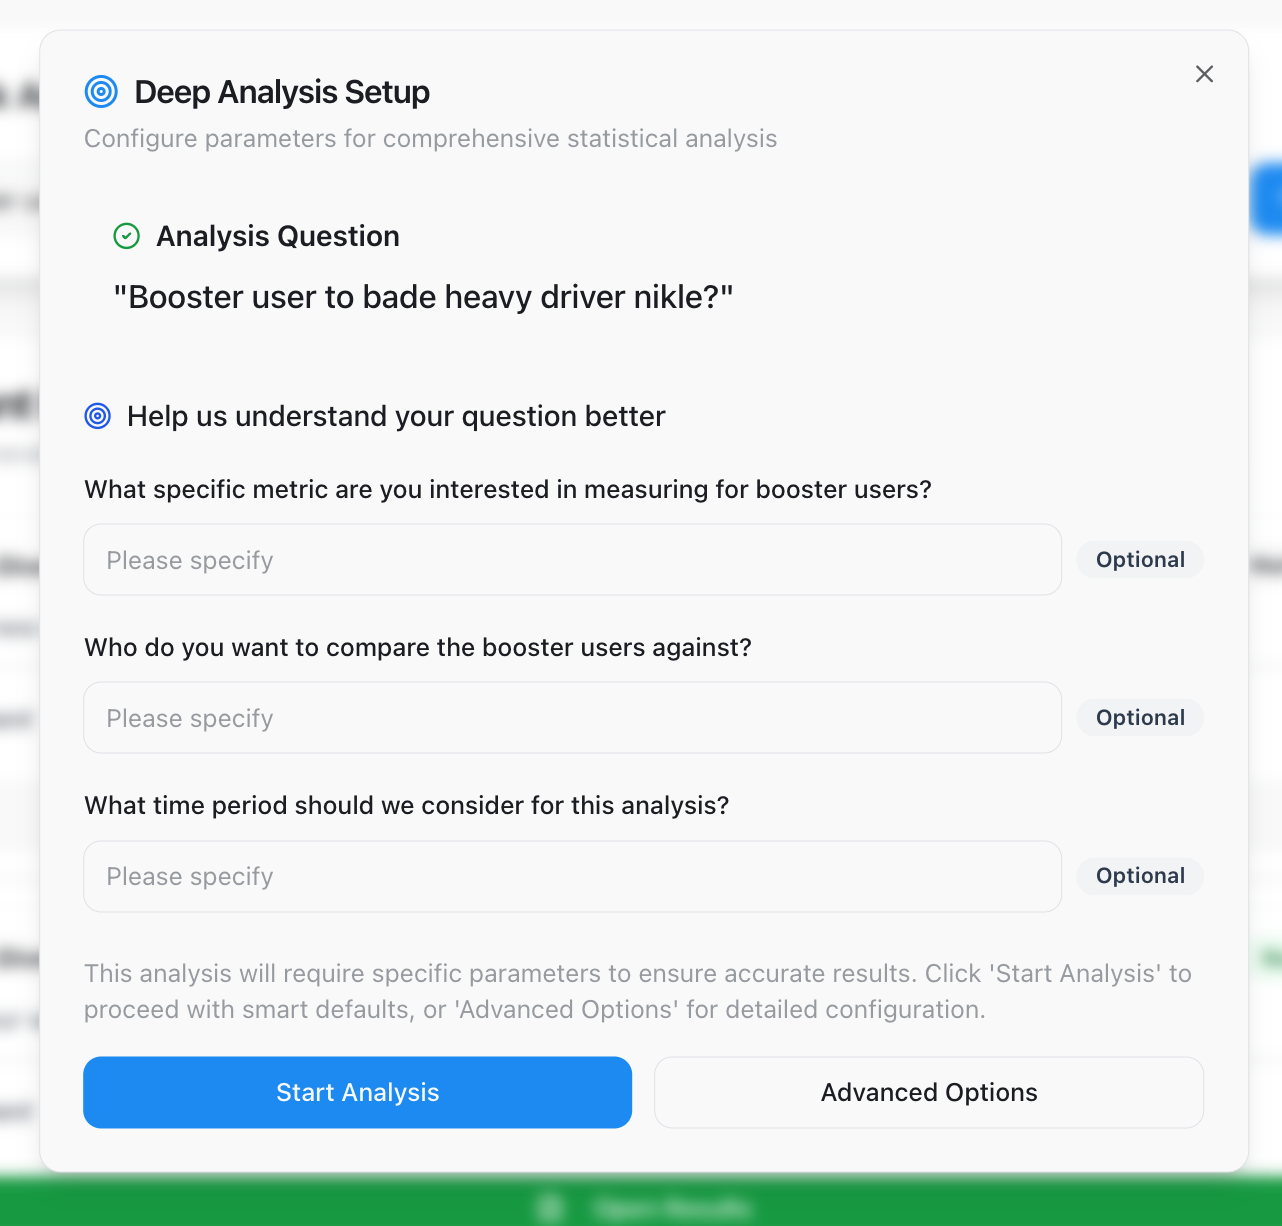 Deep Analysis Setup
Configure parameters for comprehensive statistical analysis
Analysis Question
"Booster user to bade heavy driver nikle?"
Help us understand your question better
What specific metric are you interested in measuring for booster users?
Please specify
Optional
Who do you want to compare the booster users against?
Please specify
Optional
What time period should we consider for this analysis?
Please specify
Optional
This analysis will require specific parameters to ensure accurate results. Click 'Start Analysis' to
proceed with smart defaults, or 'Advanced Options' for detailed configuration.
Start Analysis
Advanced Options
Open Results